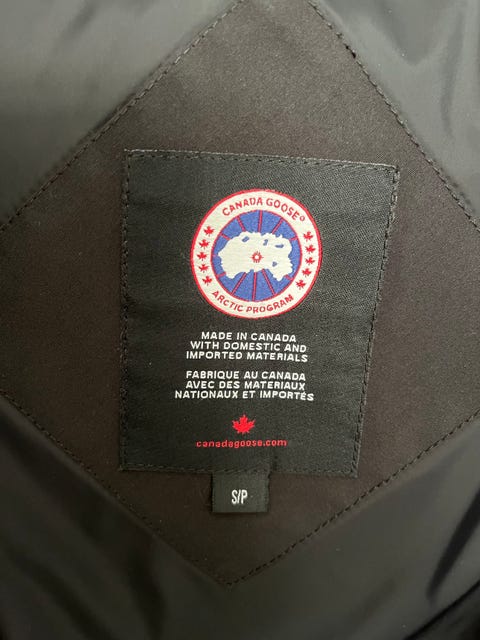 CANADA GOOSE®
ARCTIC PROGRAM
MADE IN CANADA
WITH DOMESTIC AND
IMPORTED MATERIALS
FABRIQUE AU CANADA
AVEC DES MATERIAUX
NATIONAUX ET IMPORTÉS
canadagoose.com
S/P